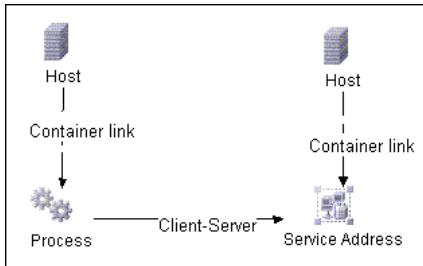 Host
Host
Container link
Container link
Client-Server
Process
Service Address